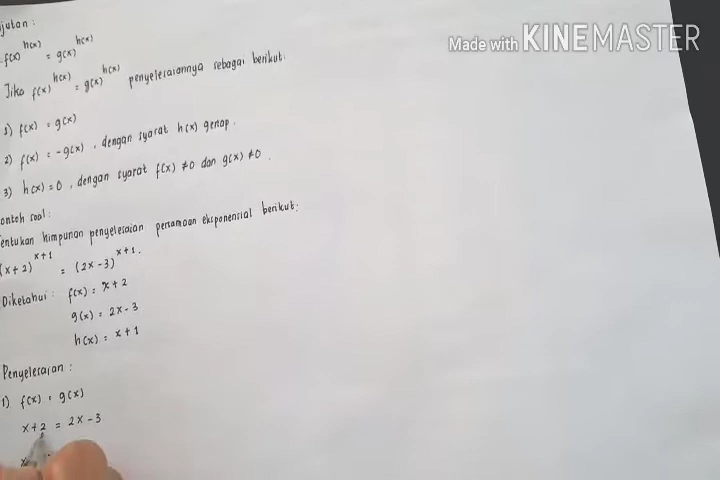 Made with KINEMASTER
jutan :
f(x)^h(x) = g(x)^h(x)
Jika f(x)^h(x) = g(x)^h(x) penyelesaiannya sebagai berikut:
1) f(x) = g(x)
2) f(x) = -g(x), dengan syarat h(x) genap.
3) h(x) = 0, dengan syarat f(x) ≠ 0 dan g(x) ≠ 0.
ontoh soal :
entukan himpunan penyelesaian persamaan eksponensial berikut:
(x+2)^x+1 = (2x-3)^x+1.
Diketahui : f(x) = x+2
g(x) = 2x-3
h(x) = x+1
Penyelesaian :
1) f(x) = g(x)
x+2 = 2x-3